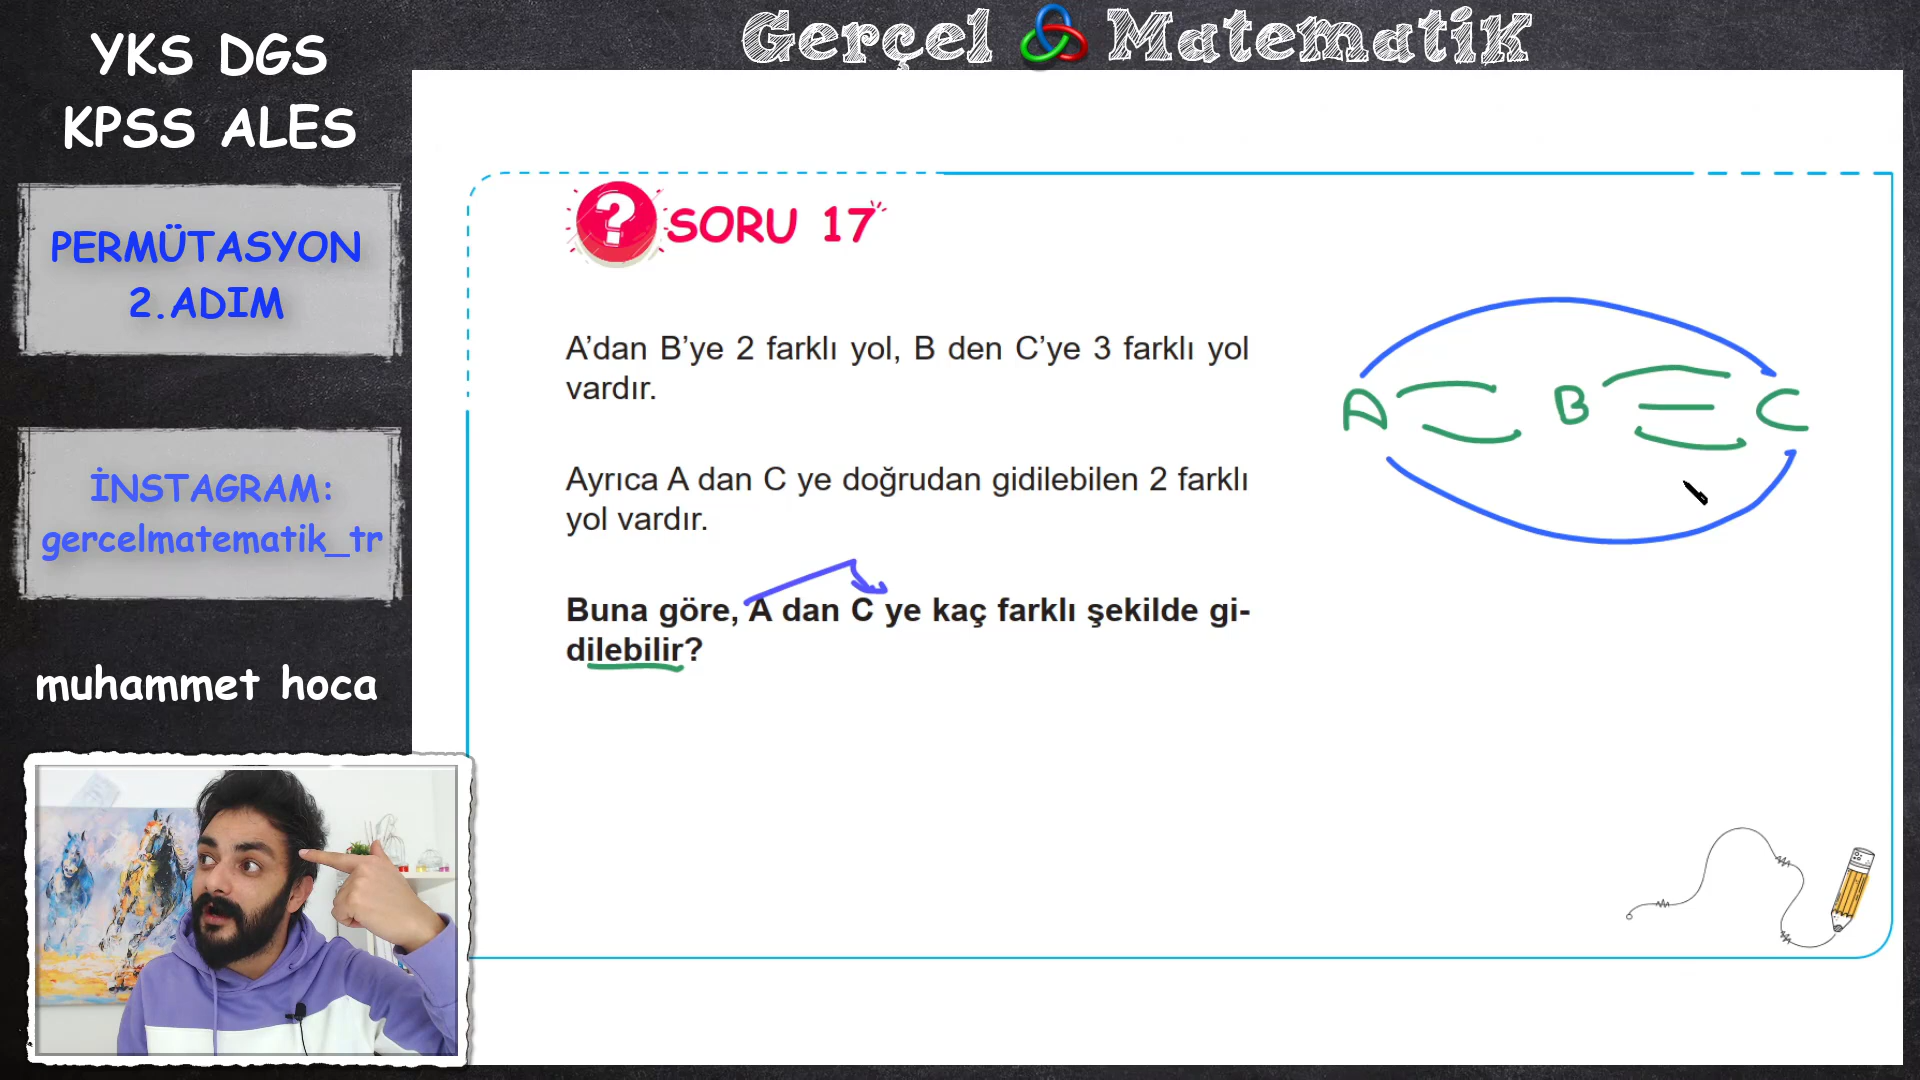 Gerçel Matematik
YKS DGS
KPSS ALES
PERMÜTASYON
2.ADIM
İNSTAGRAM:
gercelmatematik_tr
muhammet hoca
? SORU 17
A’dan B’ye 2 farklı yol, B den C’ye 3 farklı yol
vardır.
Ayrıca A dan C ye doğrudan gidilebilen 2 farklı
yol vardır.
Buna göre, A dan C ye kaç farklı şekilde gi-
dilebilir?
A B C